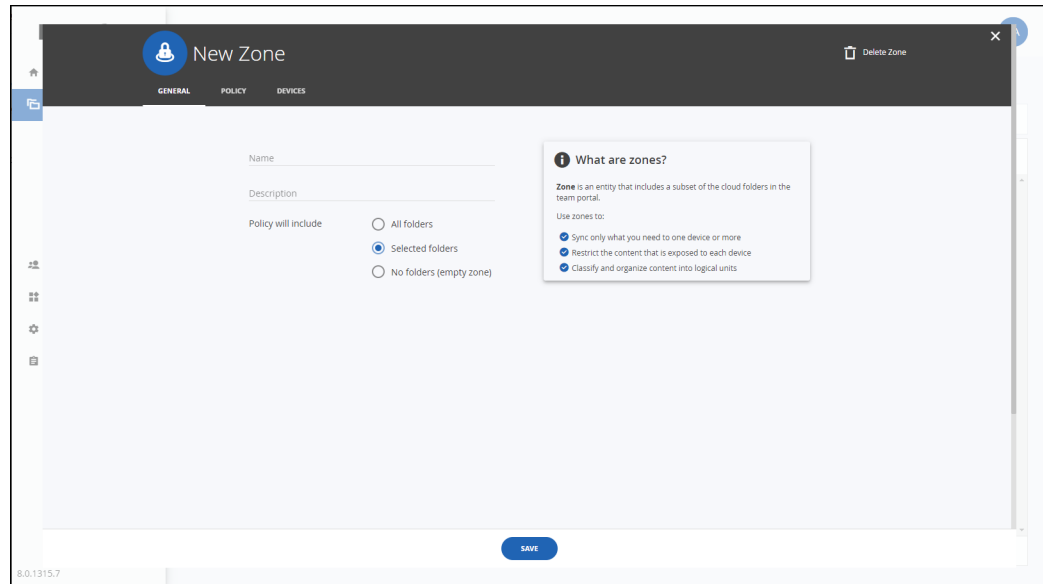 New Zone
Delete Zone
GENERAL POLICY DEVICES
Name
Description
Policy will include
All folders
Selected folders
No folders (empty zone)
What are zones?
Zone is an entity that includes a subset of the cloud folders in the
team portal.
Use zones to:
Sync only what you need to one device or more
Restrict the content that is exposed to each device
Classify and organize content into logical units
SAVE
8.0.1315.7